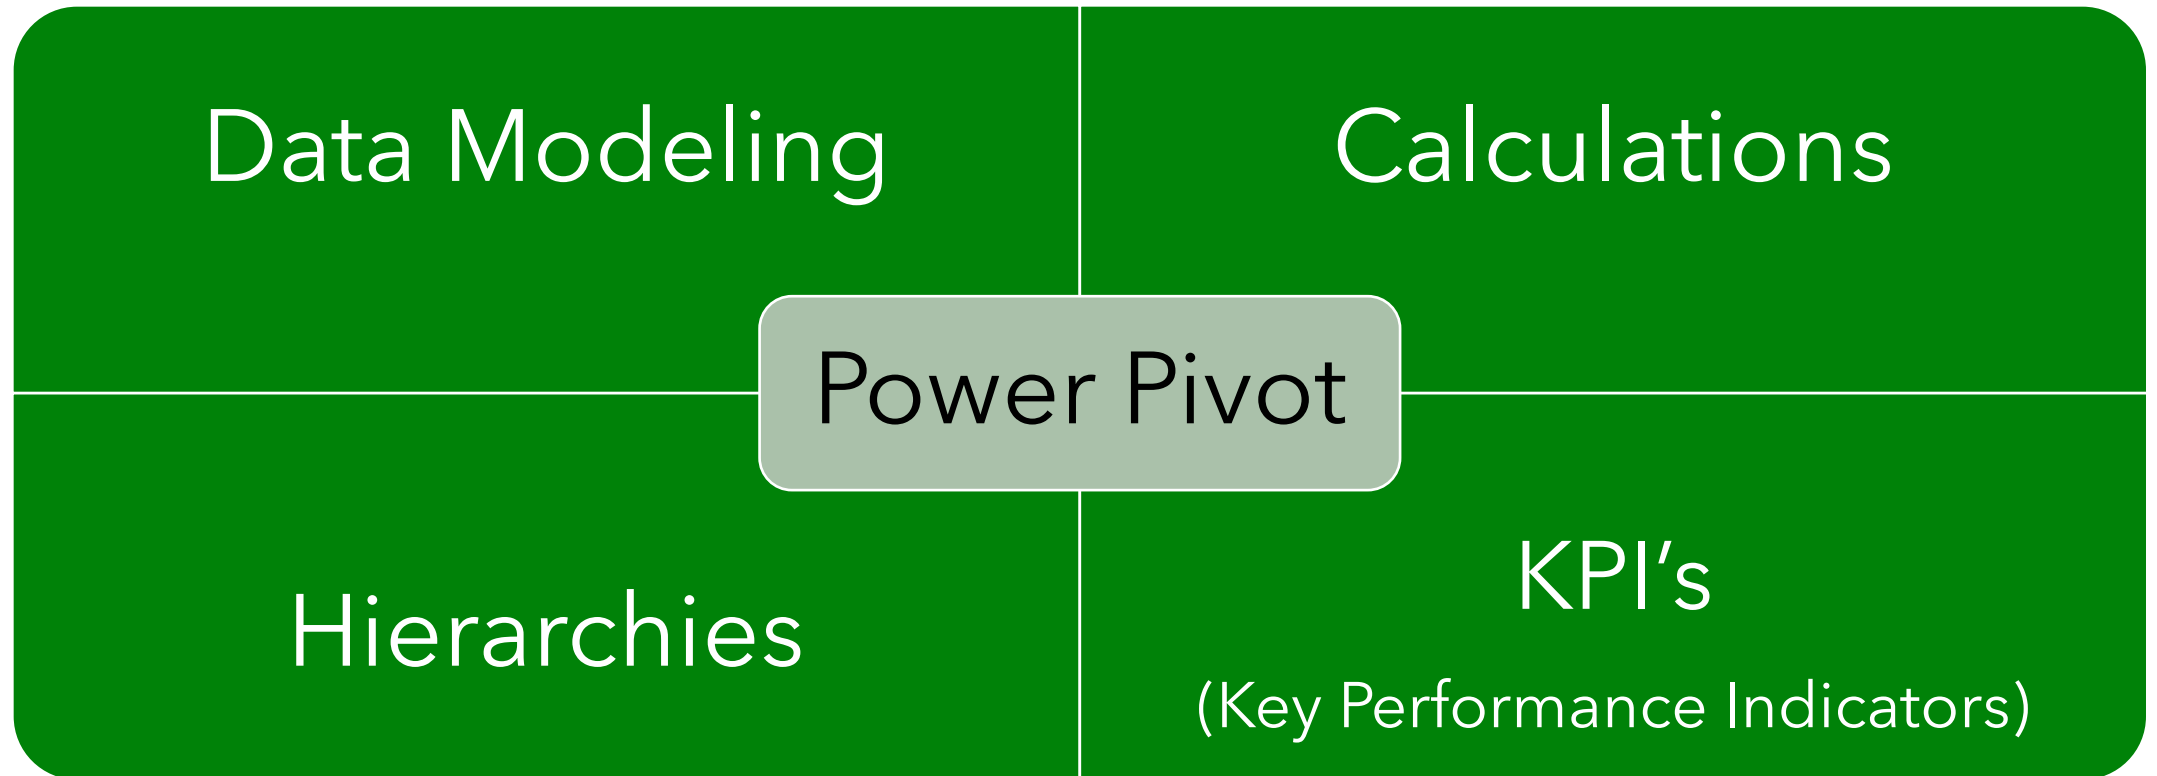 Data Modeling
Calculations
Power Pivot
Hierarchies
KPI’s
(Key Performance Indicators)